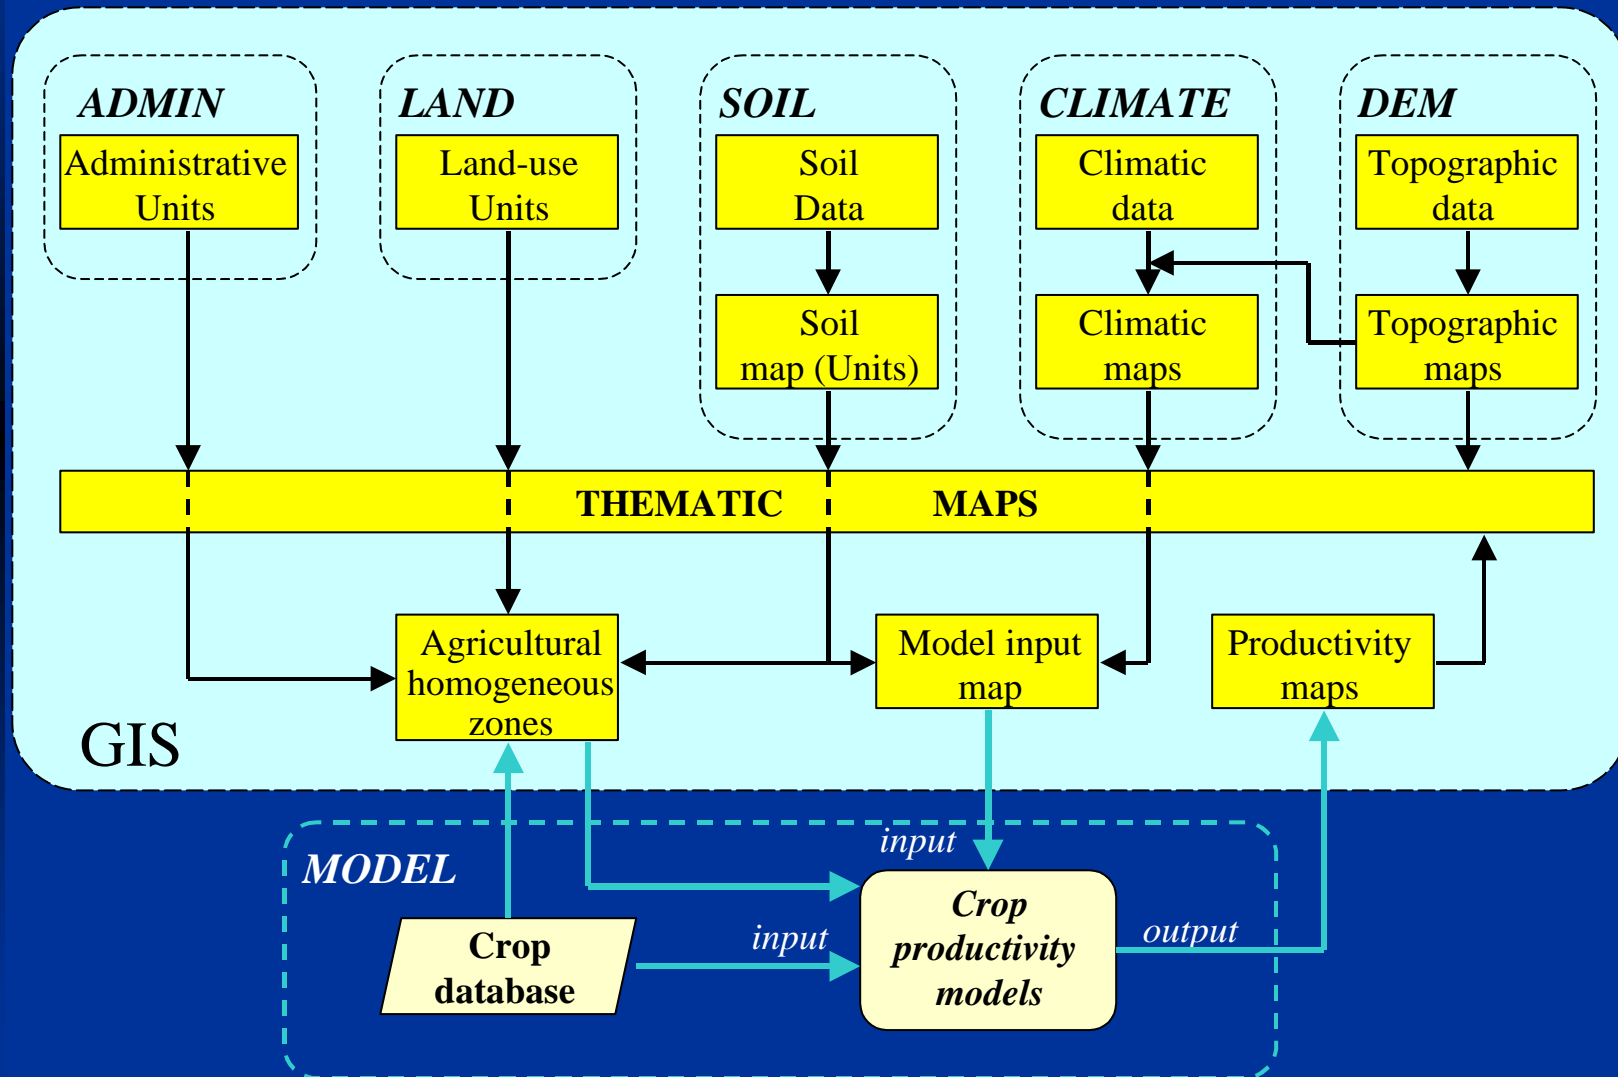 ADMIN
Administrative
Units
LAND
Land-use
Units
SOIL
Soil
Data
Soil
map (Units)
CLIMATE
Climatic
data
Climatic
maps
DEM
Topographic
data
Topographic
maps
THEMATIC MAPS
Agricultural
homogeneous
zones
Model input
map
Productivity
maps
GIS
MODEL
input
Crop
database
input
Crop
productivity
models
output